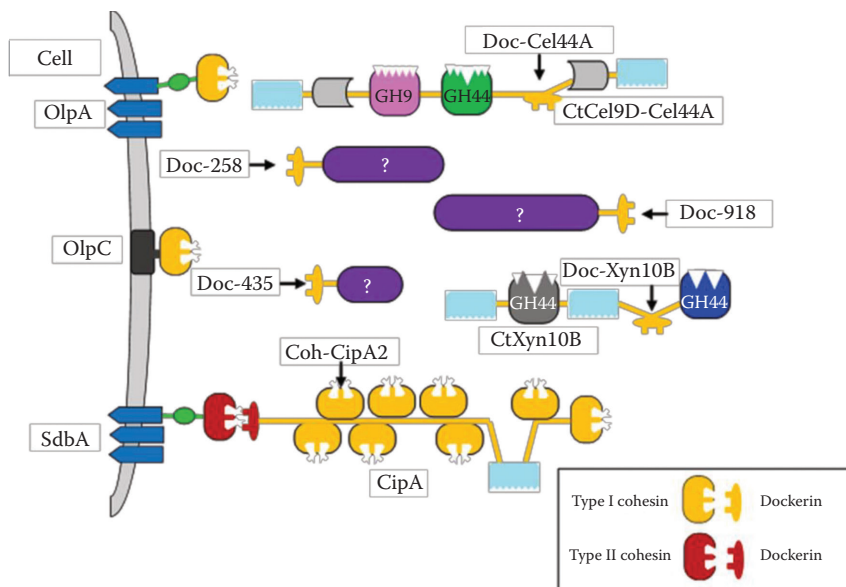 Cell
Doc-Cel44A
OlpA
GH9
GH44
CtCel9D-Cel44A
Doc-258
?
?
Doc-918
OlpC
Doc-435
?
Doc-Xyn10B
GH44
GH44
CtXyn10B
Coh-CipA2
SdbA
CipA
Type I cohesin
Dockerin
Type II cohesin
Dockerin